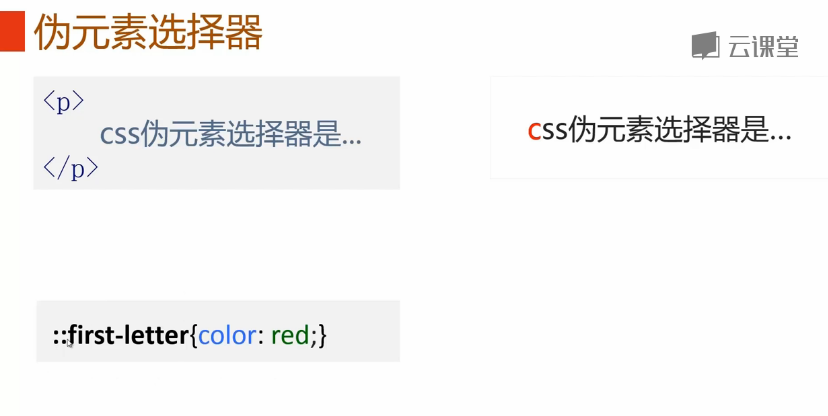 伪元素选择器
云课堂
<p>
css伪元素选择器是...
</p>
css伪元素选择器是...
::first-letter{color: red;}